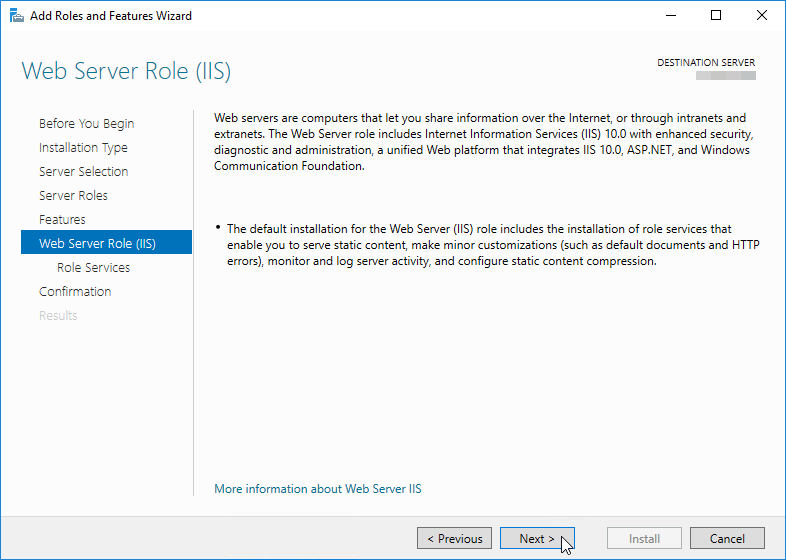 Add Roles and Features Wizard
Web Server Role (IIS)
DESTINATION SERVER
Before You Begin
Installation Type
Server Selection
Server Roles
Features
Web Server Role (IIS)
Role Services
Confirmation
Results
Web servers are computers that let you share information over the Internet, or through intranets and
extranets. The Web Server role includes Internet Information Services (IIS) 10.0 with enhanced security,
diagnostic and administration, a unified Web platform that integrates IIS 10.0, ASP.NET, and Windows
Communication Foundation.
• The default installation for the Web Server (IIS) role includes the installation of role services that
enable you to serve static content, make minor customizations (such as default documents and HTTP
errors), monitor and log server activity, and configure static content compression.
More information about Web Server IIS
< Previous
Next >
Install
Cancel